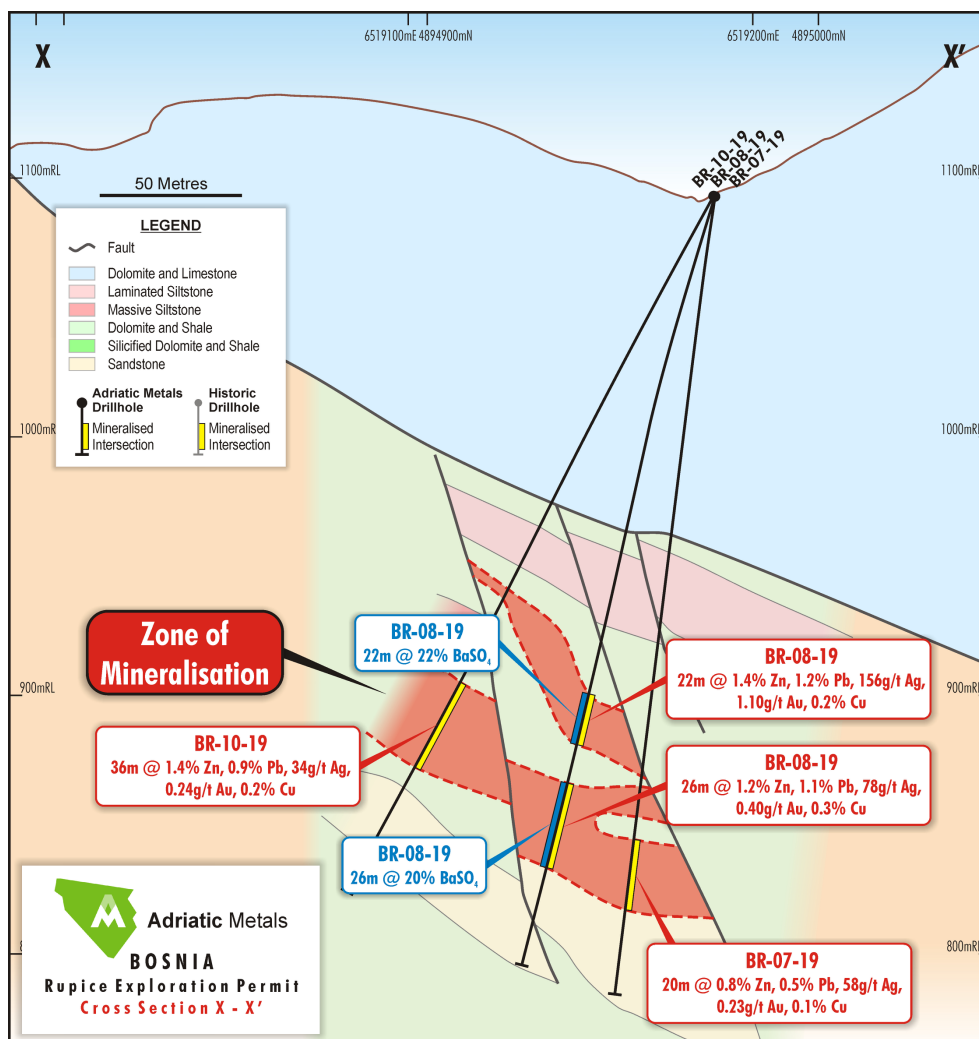 X
6519100mE
4894900mN
6519200mE
4895000mN
X'
BR-10-19
BR-08-19
BR-07-19
1100mRL
1100mRL
50 Metres
LEGEND
Fault
Dolomite and Limestone
Laminated Siltstone
Massive Siltstone
Dolomite and Shale
Silicified Dolomite and Shale
Sandstone
Adriatic Metals
Drillhole
Mineralised
Intersection
Historic
Drillhole
Mineralised
Intersection
1000mRL
1000mRL
Zone of
Mineralisation
BR-08-19
22m @ 22% BaSO₄
BR-08-19
22m @ 1.4% Zn, 1.2% Pb, 156g/t Ag,
1.10g/t Au, 0.2% Cu
900mRL
900mRL
BR-10-19
36m @ 1.4% Zn, 0.9% Pb, 34g/t Ag,
0.24g/t Au, 0.2% Cu
BR-08-19
26m @ 1.2% Zn, 1.1% Pb, 78g/t Ag,
0.40g/t Au, 0.3% Cu
BR-08-19
26m @ 20% BaSO₄
Adriatic Metals
BOSNIA
Rupice Exploration Permit
Cross Section X - X'
800mRL
BR-07-19
20m @ 0.8% Zn, 0.5% Pb, 58g/t Ag,
0.23g/t Au, 0.1% Cu